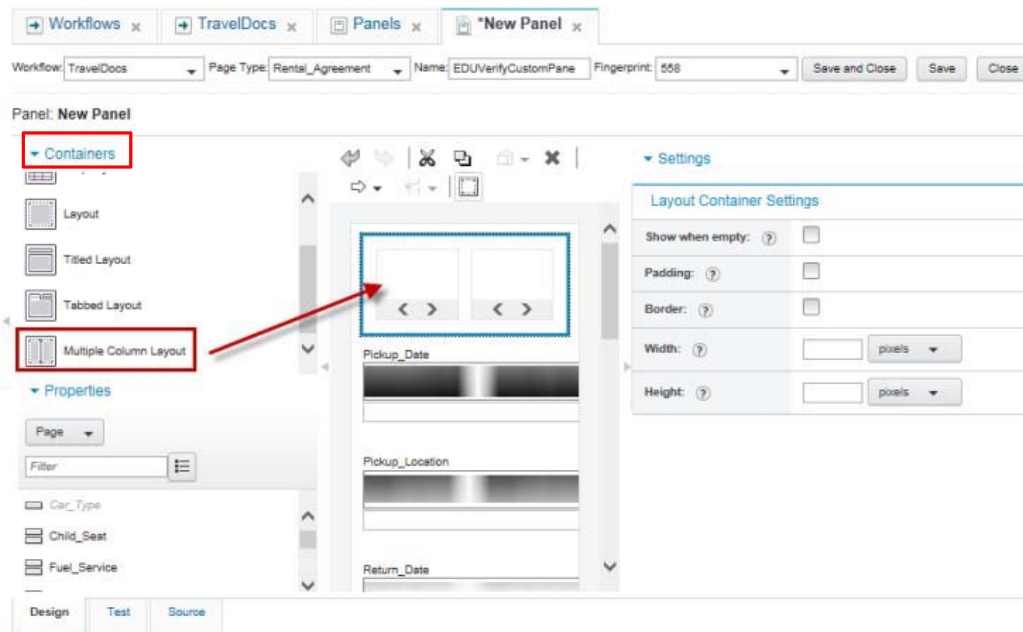 Workflows
TravelDocs
Panels
*New Panel
Workflow: TravelDocs
Page Type: Rental_Agreement
Name: EDUVerifyCustomPane
Fingerprint: 558
Save and Close
Save
Close
Panel: New Panel
Containers
Layout
Titled Layout
Tabbed Layout
Multiple Column Layout
Properties
Page
Filter
Car_Type
Child_Seat
Fuel_Service
Pickup_Date
Pickup_Location
Return_Date
Settings
Layout Container Settings
Show when empty: ?
Padding: ?
Border: ?
Width: ? pixels
Height: ? pixels
Design
Test
Source